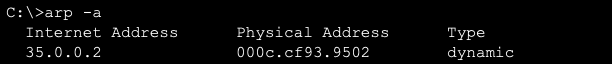 C:\>arp -a
Internet Address Physical Address Type
35.0.0.2 000c.cf93.9502 dynamic